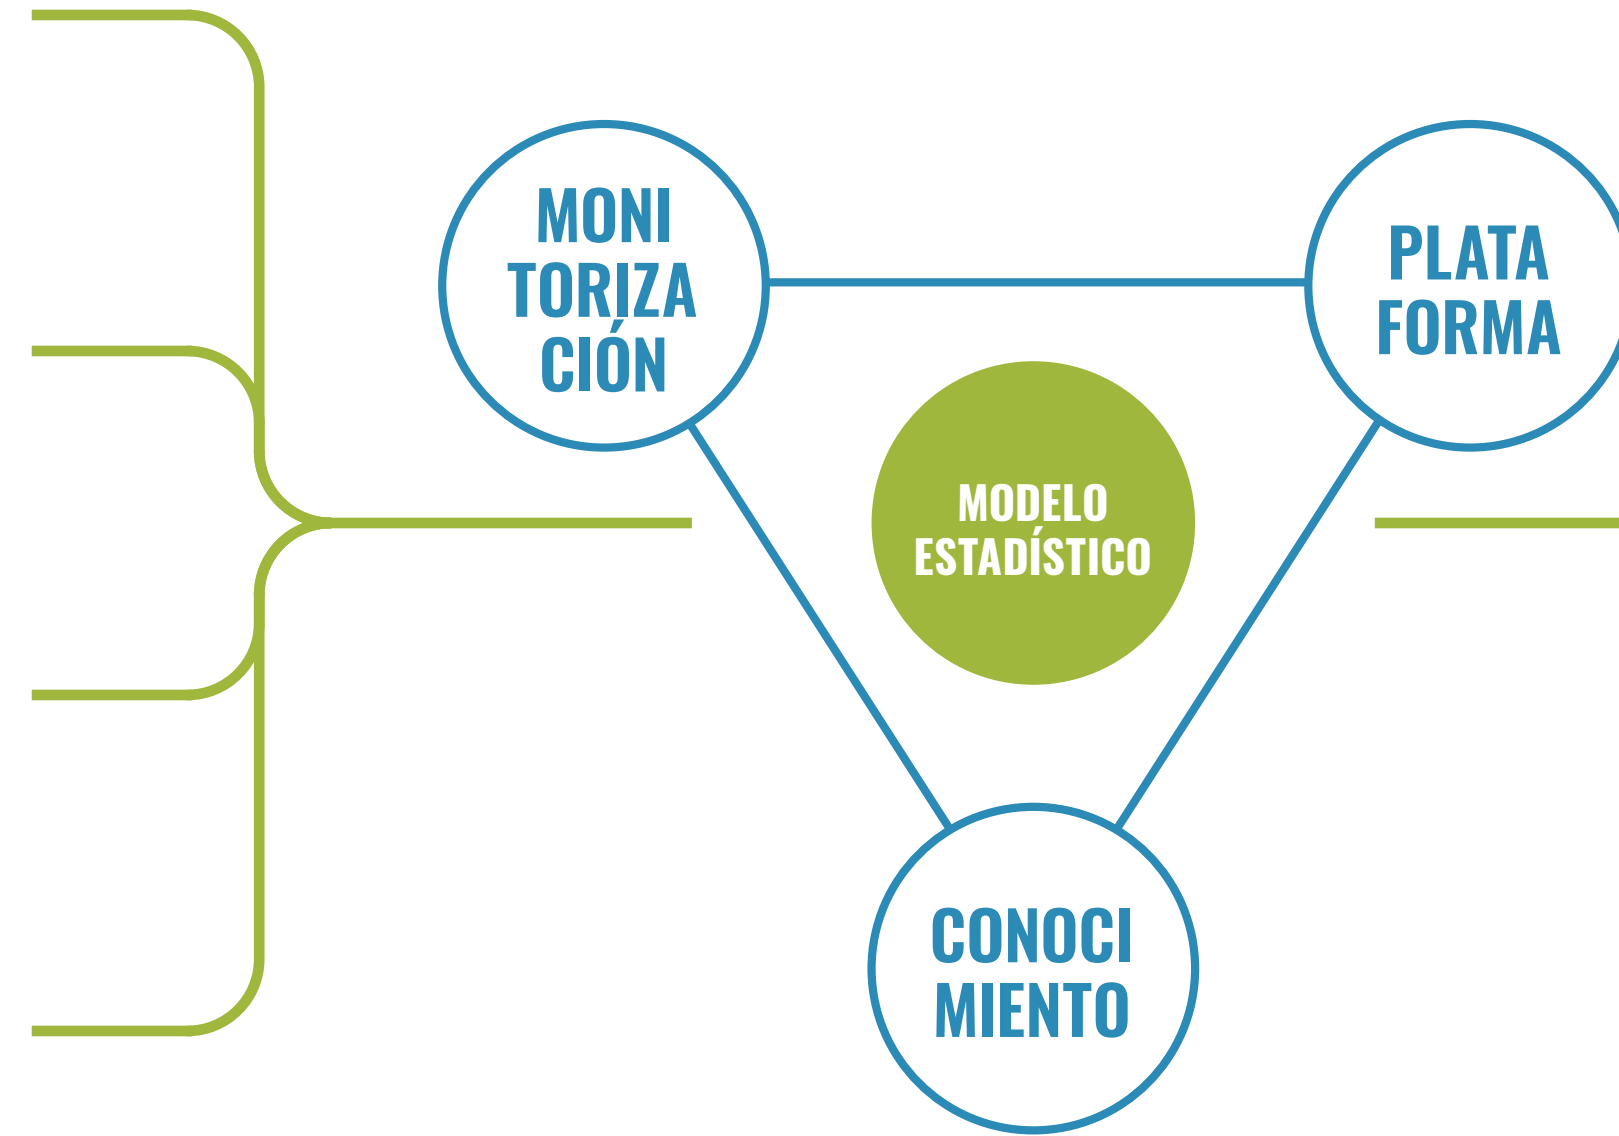 MONI
TORIZA
CIÓN
PLATA
FORMA
MODELO
ESTADÍSTICO
CONOCI
MIENTO